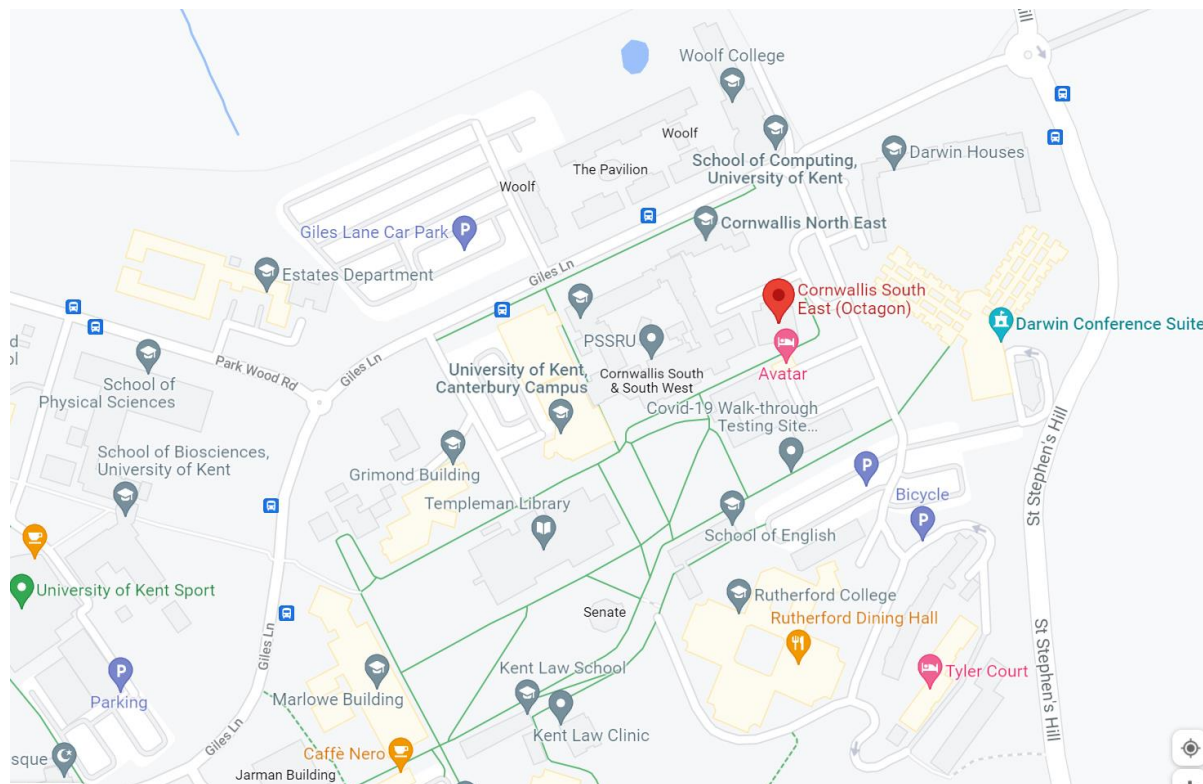 Hill
Woolf College
Woolf
The Pavilion
Woolf
School of Computing,
University of Kent
Darwin Houses
Giles Lane Car Park
P
Cornwallis North East
Estates Department
Giles Ln
Cornwallis South
East (Octagon)
Darwin Conference Suite
PSSRU
Park Wood Rd
Giles Ln
School of
Physical Sciences
University of Kent,
Canterbury Campus
Cornwallis South
& South West
Avatar
Covid-19 Walk-through
Testing Site...
School of Biosciences,
University of Kent
Grimond Building
P
Bicycle
P
St Stephen's Hill
Templeman Library
School of English
University of Kent Sport
Senate
Rutherford College
Rutherford Dining Hall
Giles Ln
St Stephen's Hill
P
Parking
Marlowe Building
Kent Law School
Tyler Court
Kent Law Clinic
Giles Ln
Caffè Nero
sque
Jarman Building